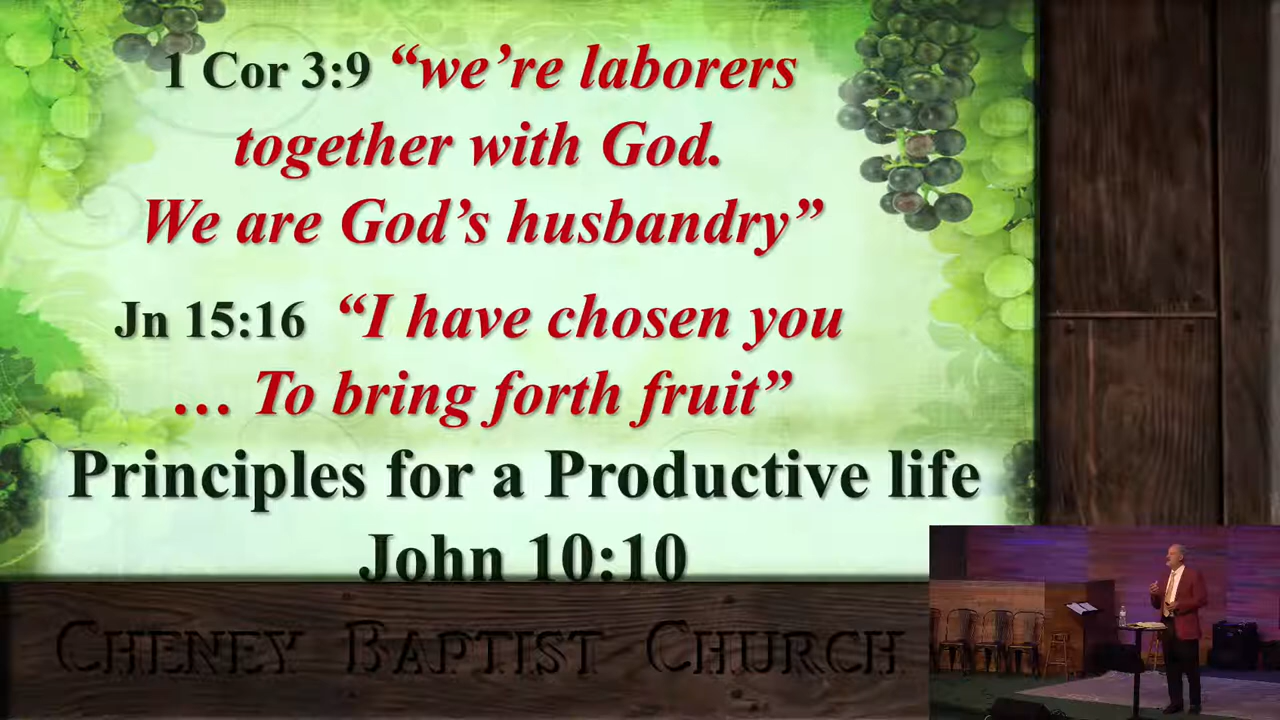 1 Cor 3:9 “we’re laborers
together with God.
We are God’s husbandry”
Jn 15:16 “I have chosen you
… To bring forth fruit”
Principles for a Productive life
John 10:10
CHENEY BAPTIST CHURCH